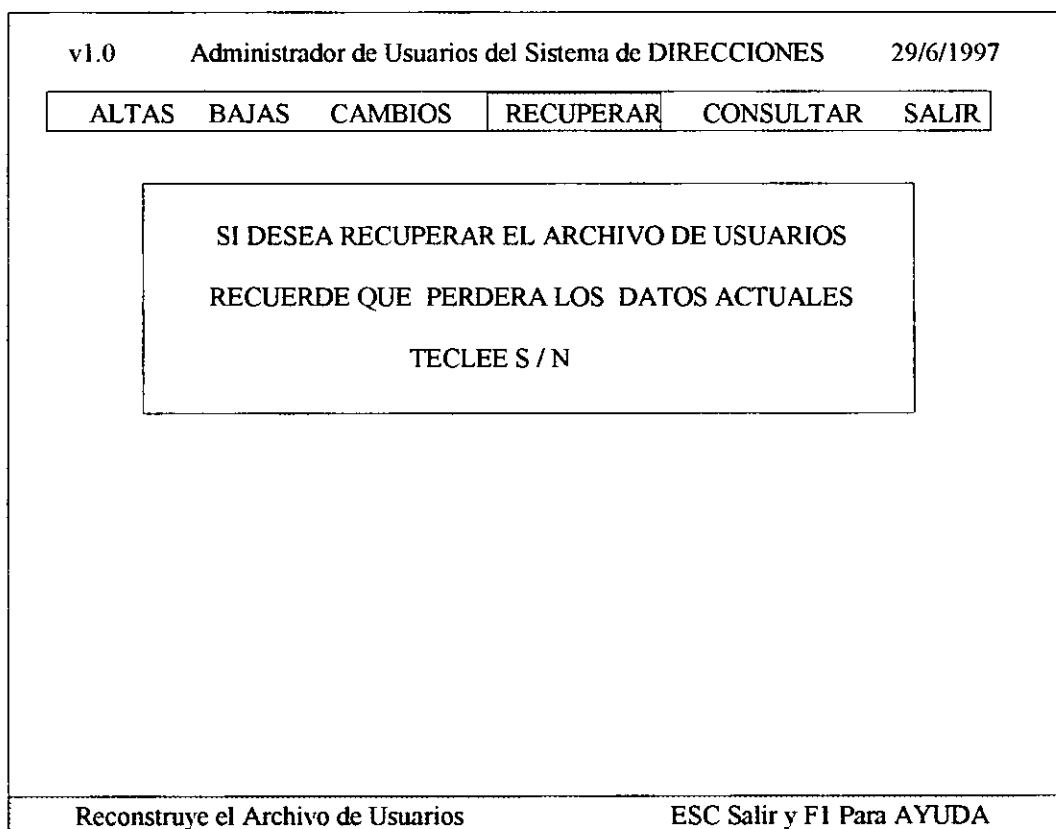 v1.0 Administrador de Usuarios del Sistema de DIRECCIONES 29/6/1997
ALTAS BAJAS CAMBIOS RECUPERAR CONSULTAR SALIR
SI DESEA RECUPERAR EL ARCHIVO DE USUARIOS
RECUERDE QUE PERDERA LOS DATOS ACTUALES
TECLEE S / N
Reconstruye el Archivo de Usuarios ESC Salir y F1 Para AYUDA